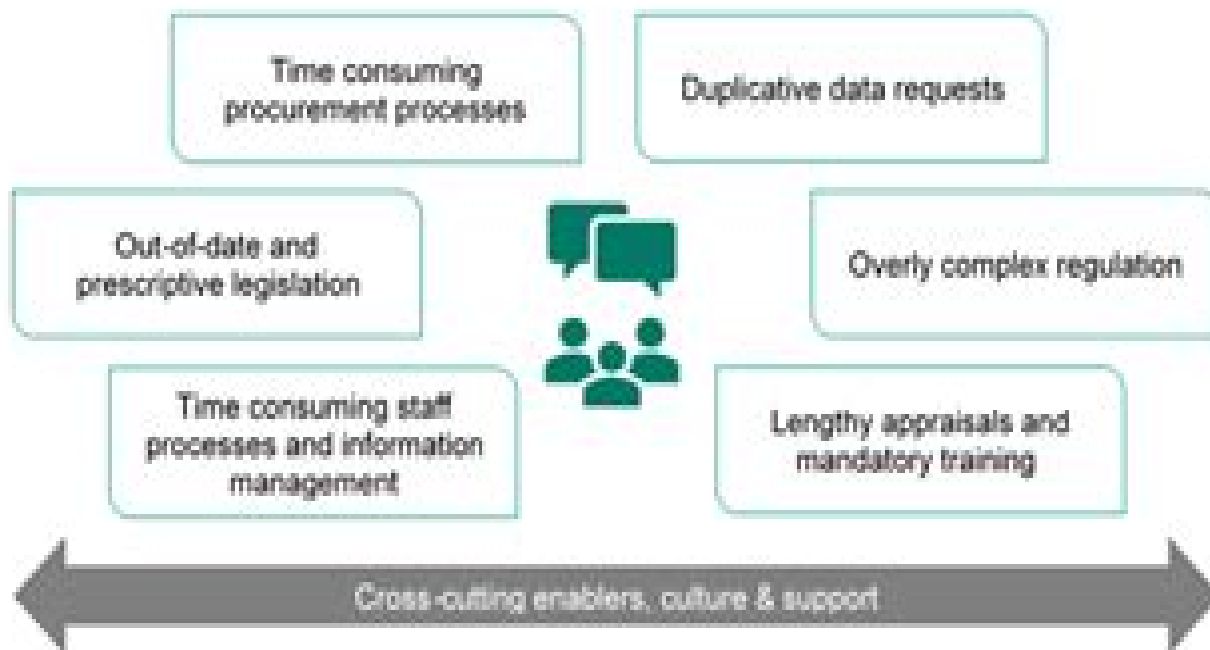 Time consuming
procurement processes
Duplicative data requests
Out-of-date and
prescriptive legislation
Overly complex regulation
Time consuming staff
processes and information
management
Lengthy appraisals and
mandatory training
Cross-cutting enablers, culture & support